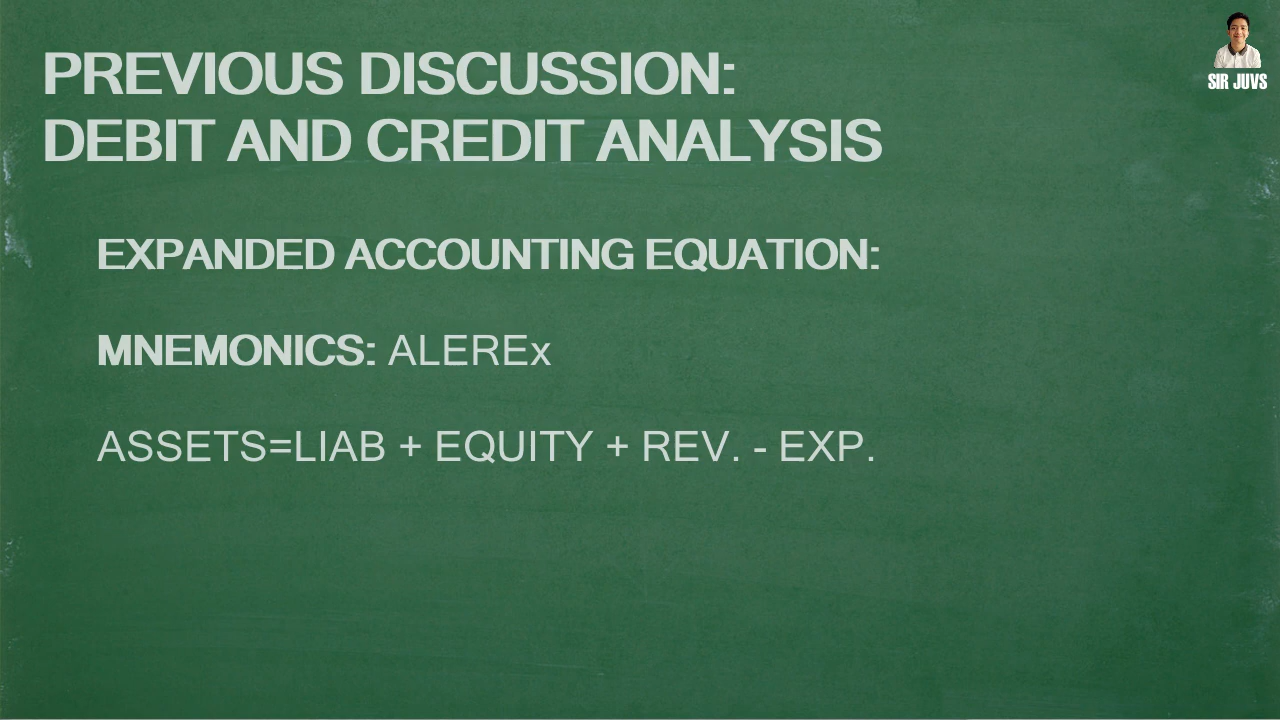 PREVIOUS DISCUSSION:
DEBIT AND CREDIT ANALYSIS
SIR JUVS
EXPANDED ACCOUNTING EQUATION:
MNEMONICS: ALEREx
ASSETS=LIAB + EQUITY + REV. - EXP.